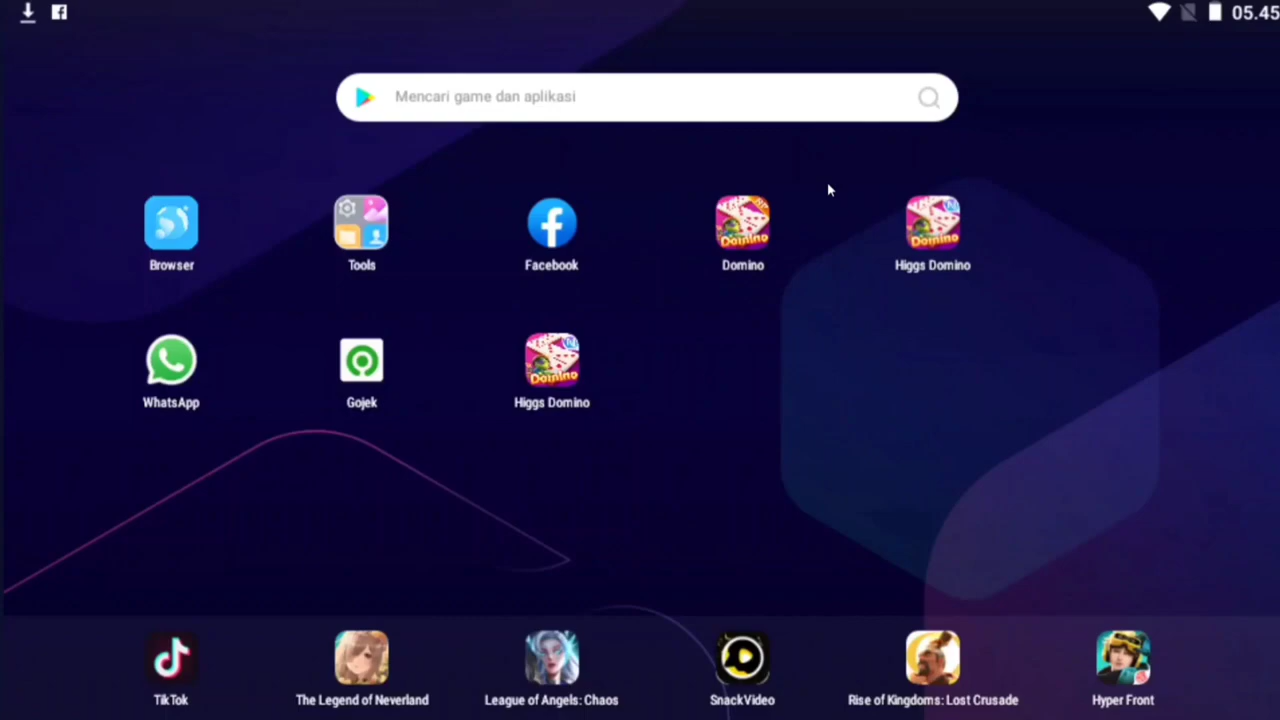 05.45
Mencari game dan aplikasi
Browser
Tools
Facebook
Domino
Higgs Domino
WhatsApp
Gojek
Higgs Domino
TikTok
The Legend of Neverland
League of Angels: Chaos
SnackVideo
Rise of Kingdoms: Lost Crusade
Hyper Front